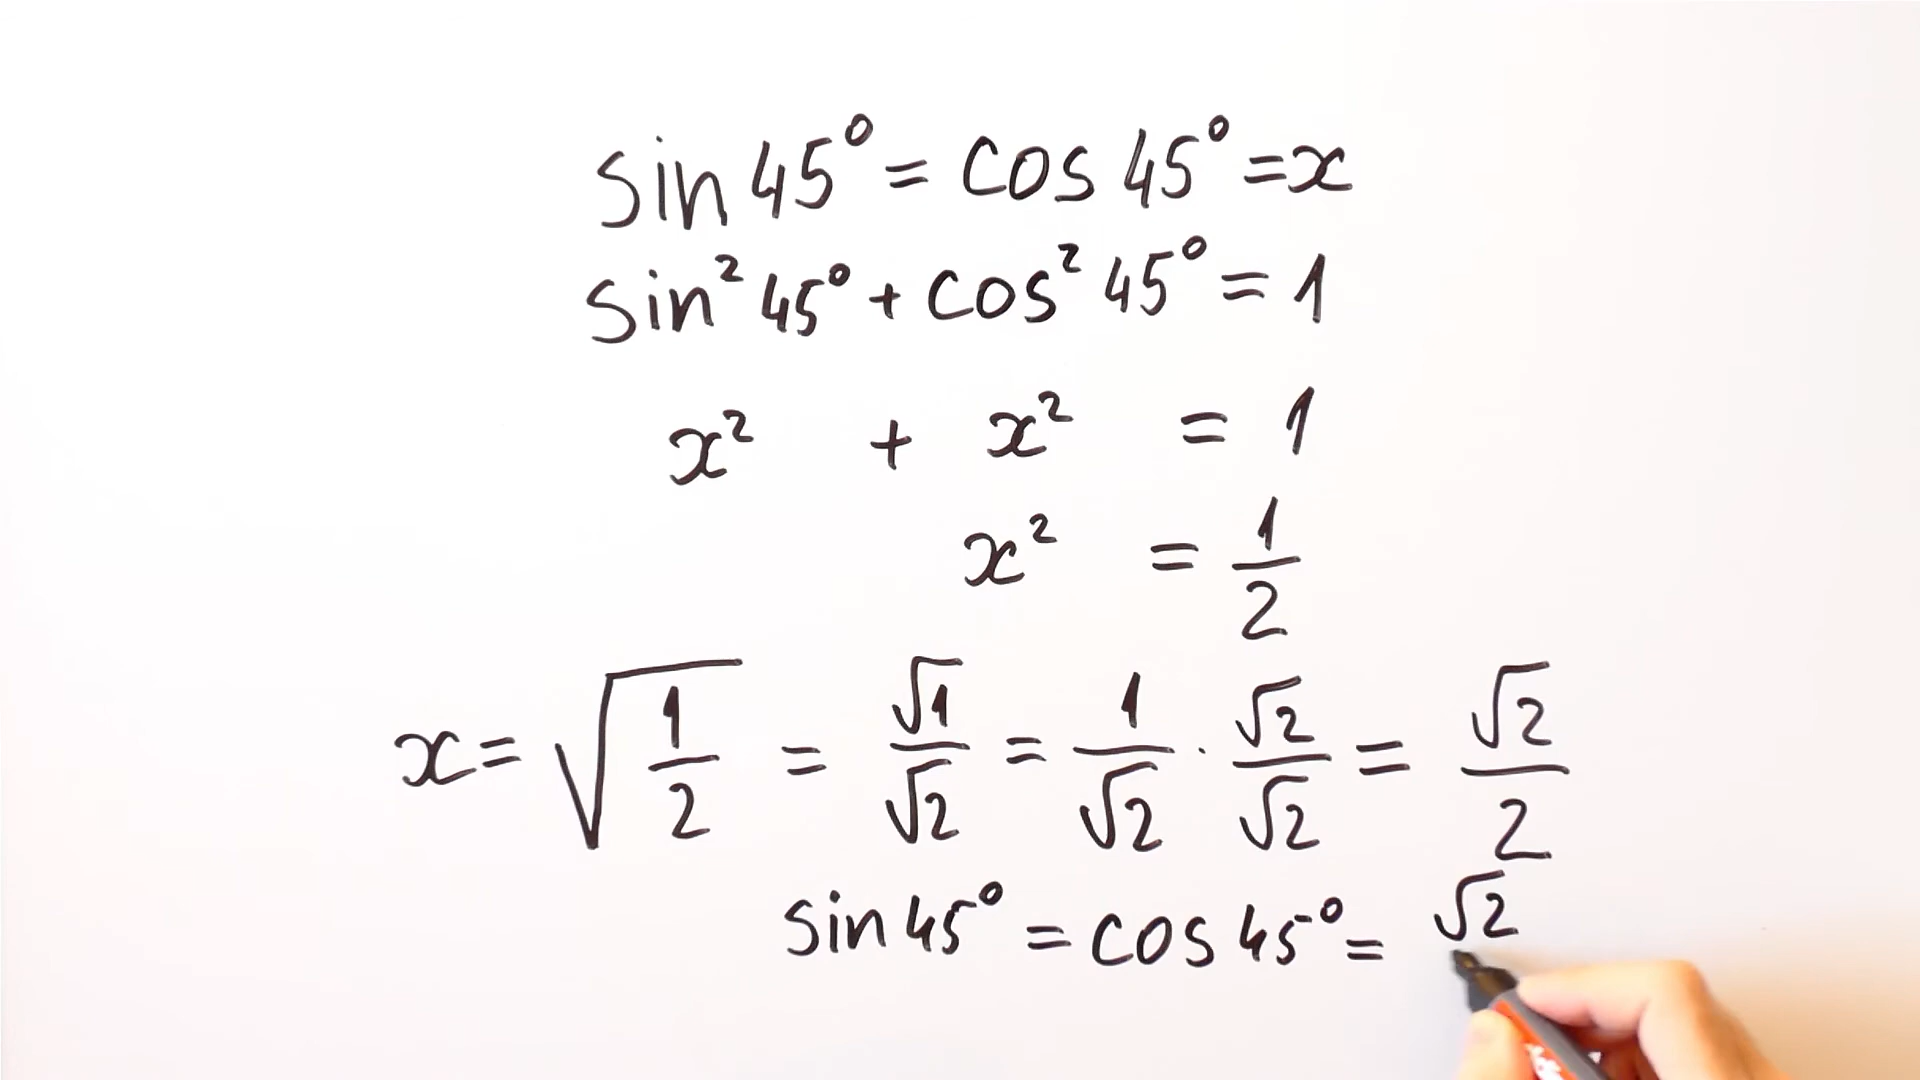 sin 45° = cos 45° = x
sin² 45° + cos² 45° = 1
x² + x² = 1
x² = 1/2
x = √(1/2) = √1/√2 = 1/√2 · √2/√2 = √2/2
sin 45° = cos 45° = √2